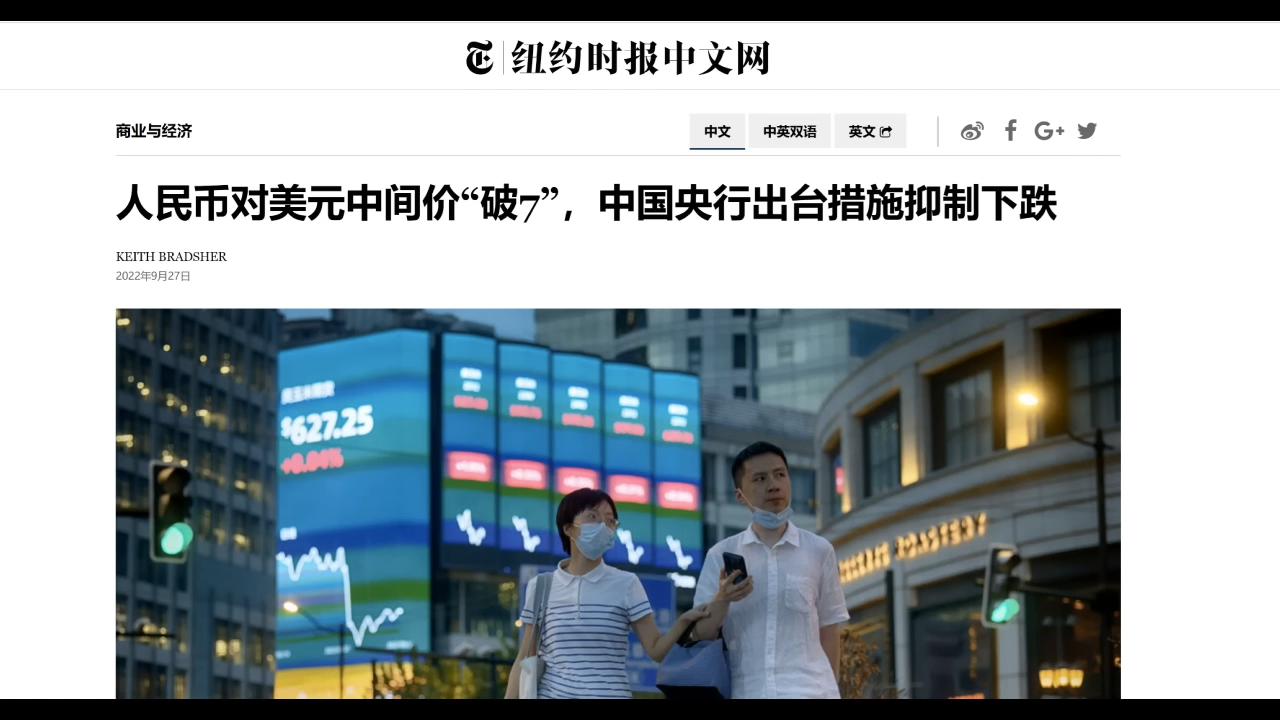 纽约时报中文网
商业与经济
中文 中英双语 英文
人民币对美元中间价“破7”，中国央行出台措施抑制下跌
KEITH BRADSHER
2022年9月27日
$627.25
+0.04%
ROASTERY